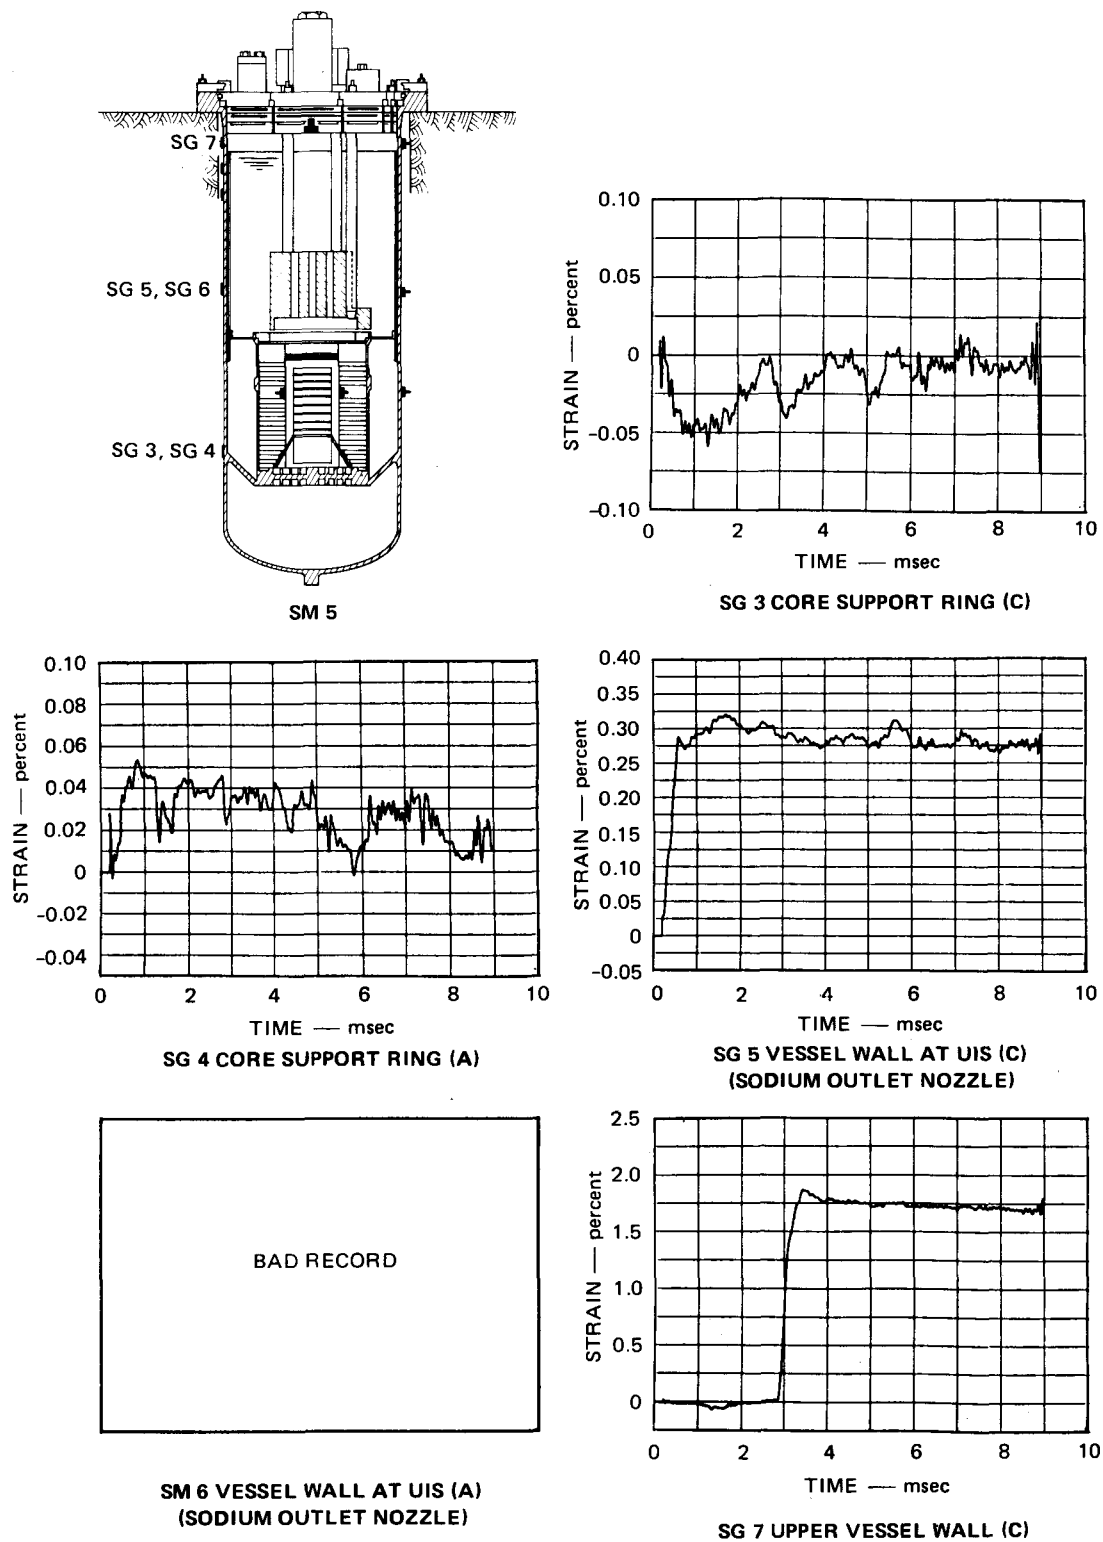 SG 7
SG 5, SG 6
SG 3, SG 4
SM 5
0.10
0.05
0
–0.05
–0.10
STRAIN — percent
0 2 4 6 8 10
TIME — msec
SG 3 CORE SUPPORT RING (C)
0.10
0.08
0.06
0.04
0.02
0
–0.02
–0.04
STRAIN — percent
0 2 4 6 8 10
TIME — msec
SG 4 CORE SUPPORT RING (A)
0.40
0.35
0.30
0.25
0.20
0.15
0.10
0.05
0
–0.05
STRAIN — percent
0 2 4 6 8 10
TIME — msec
SG 5 VESSEL WALL AT UIS (C)
(SODIUM OUTLET NOZZLE)
BAD RECORD
SM 6 VESSEL WALL AT UIS (A)
(SODIUM OUTLET NOZZLE)
2.5
2.0
1.5
1.0
0.5
0
STRAIN — percent
0 2 4 6 8 10
TIME — msec
SG 7 UPPER VESSEL WALL (C)